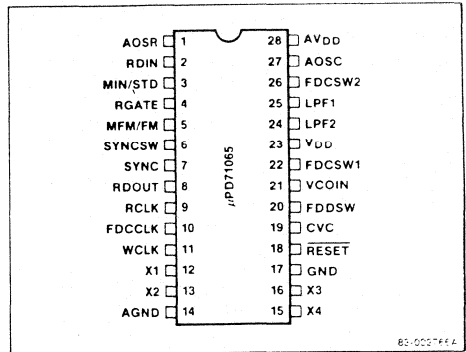 AOSR 1 28 AVDD
RDIN 2 27 AOSC
MIN/STD 3 26 FDCSW2
RGATE 4 25 LPF1
MFM/FM 5 24 LPF2
SYNCSW 6 23 VDD
SYNC 7 22 FDCSW1
RDOUT 8 21 VCOIN
RCLK 9 20 FDDSW
FDCCLK 10 19 CVC
WCLK 11 18 RESET
X1 12 17 GND
X2 13 16 X3
AGND 14 15 X4
μPD71065